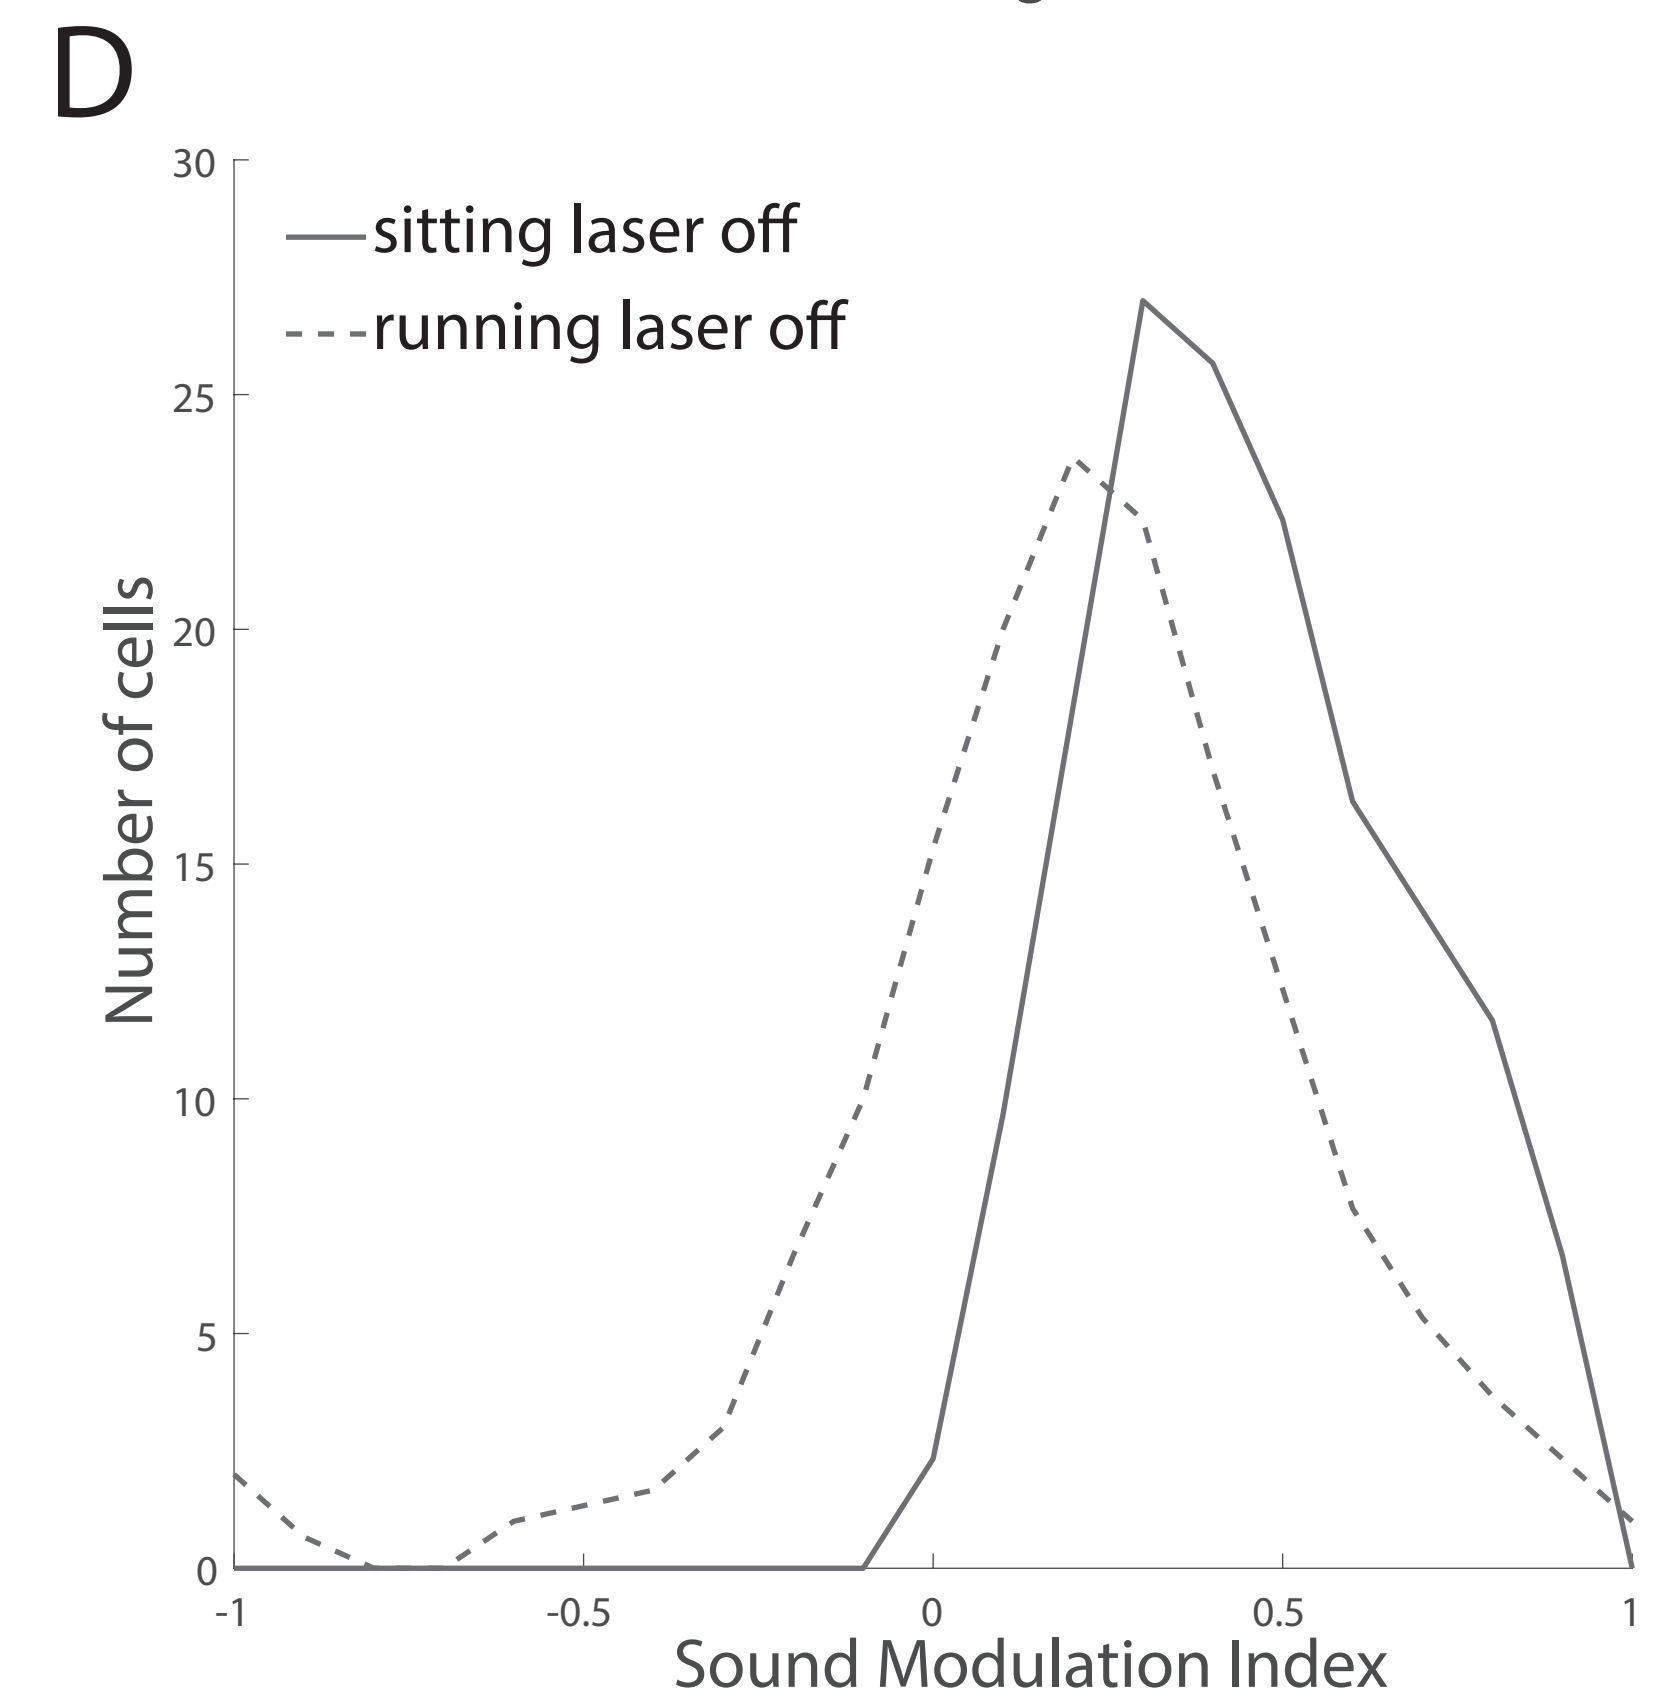 D
30
sitting laser off
running laser off
25
20
15
10
5
0
Number of cells
-1
-0.5
0
0.5
1
Sound Modulation Index